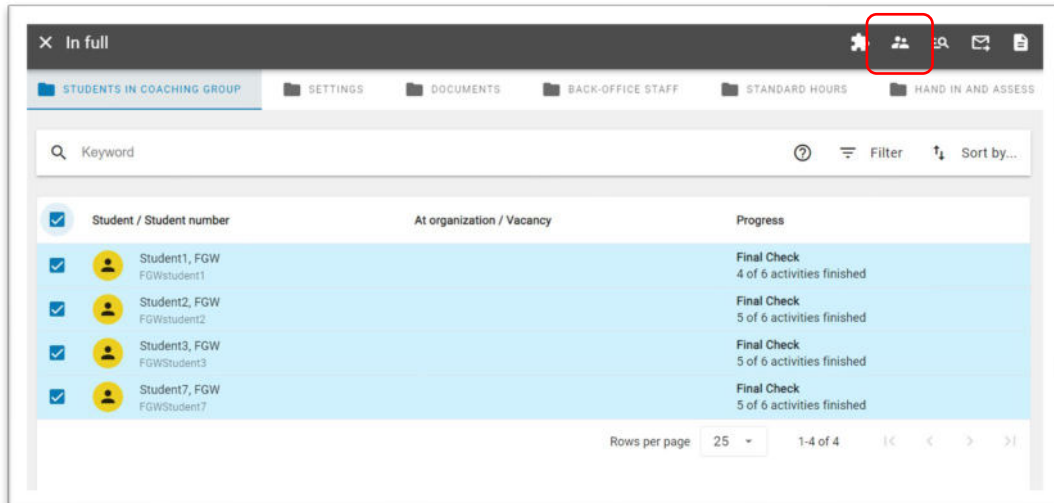 In full
STUDENTS IN COACHING GROUP SETTINGS DOCUMENTS BACK-OFFICE STAFF STANDARD HOURS HAND IN AND ASSESS
Keyword Filter Sort by...
Student / Student number At organization / Vacancy Progress
Student1, FGW Final Check
FGWstudent1 4 of 6 activities finished
Student2, FGW Final Check
FGWstudent2 5 of 6 activities finished
Student3, FGW Final Check
FGWStudent3 5 of 6 activities finished
Student7, FGW Final Check
FGWStudent7 5 of 6 activities finished
Rows per page 25 1-4 of 4